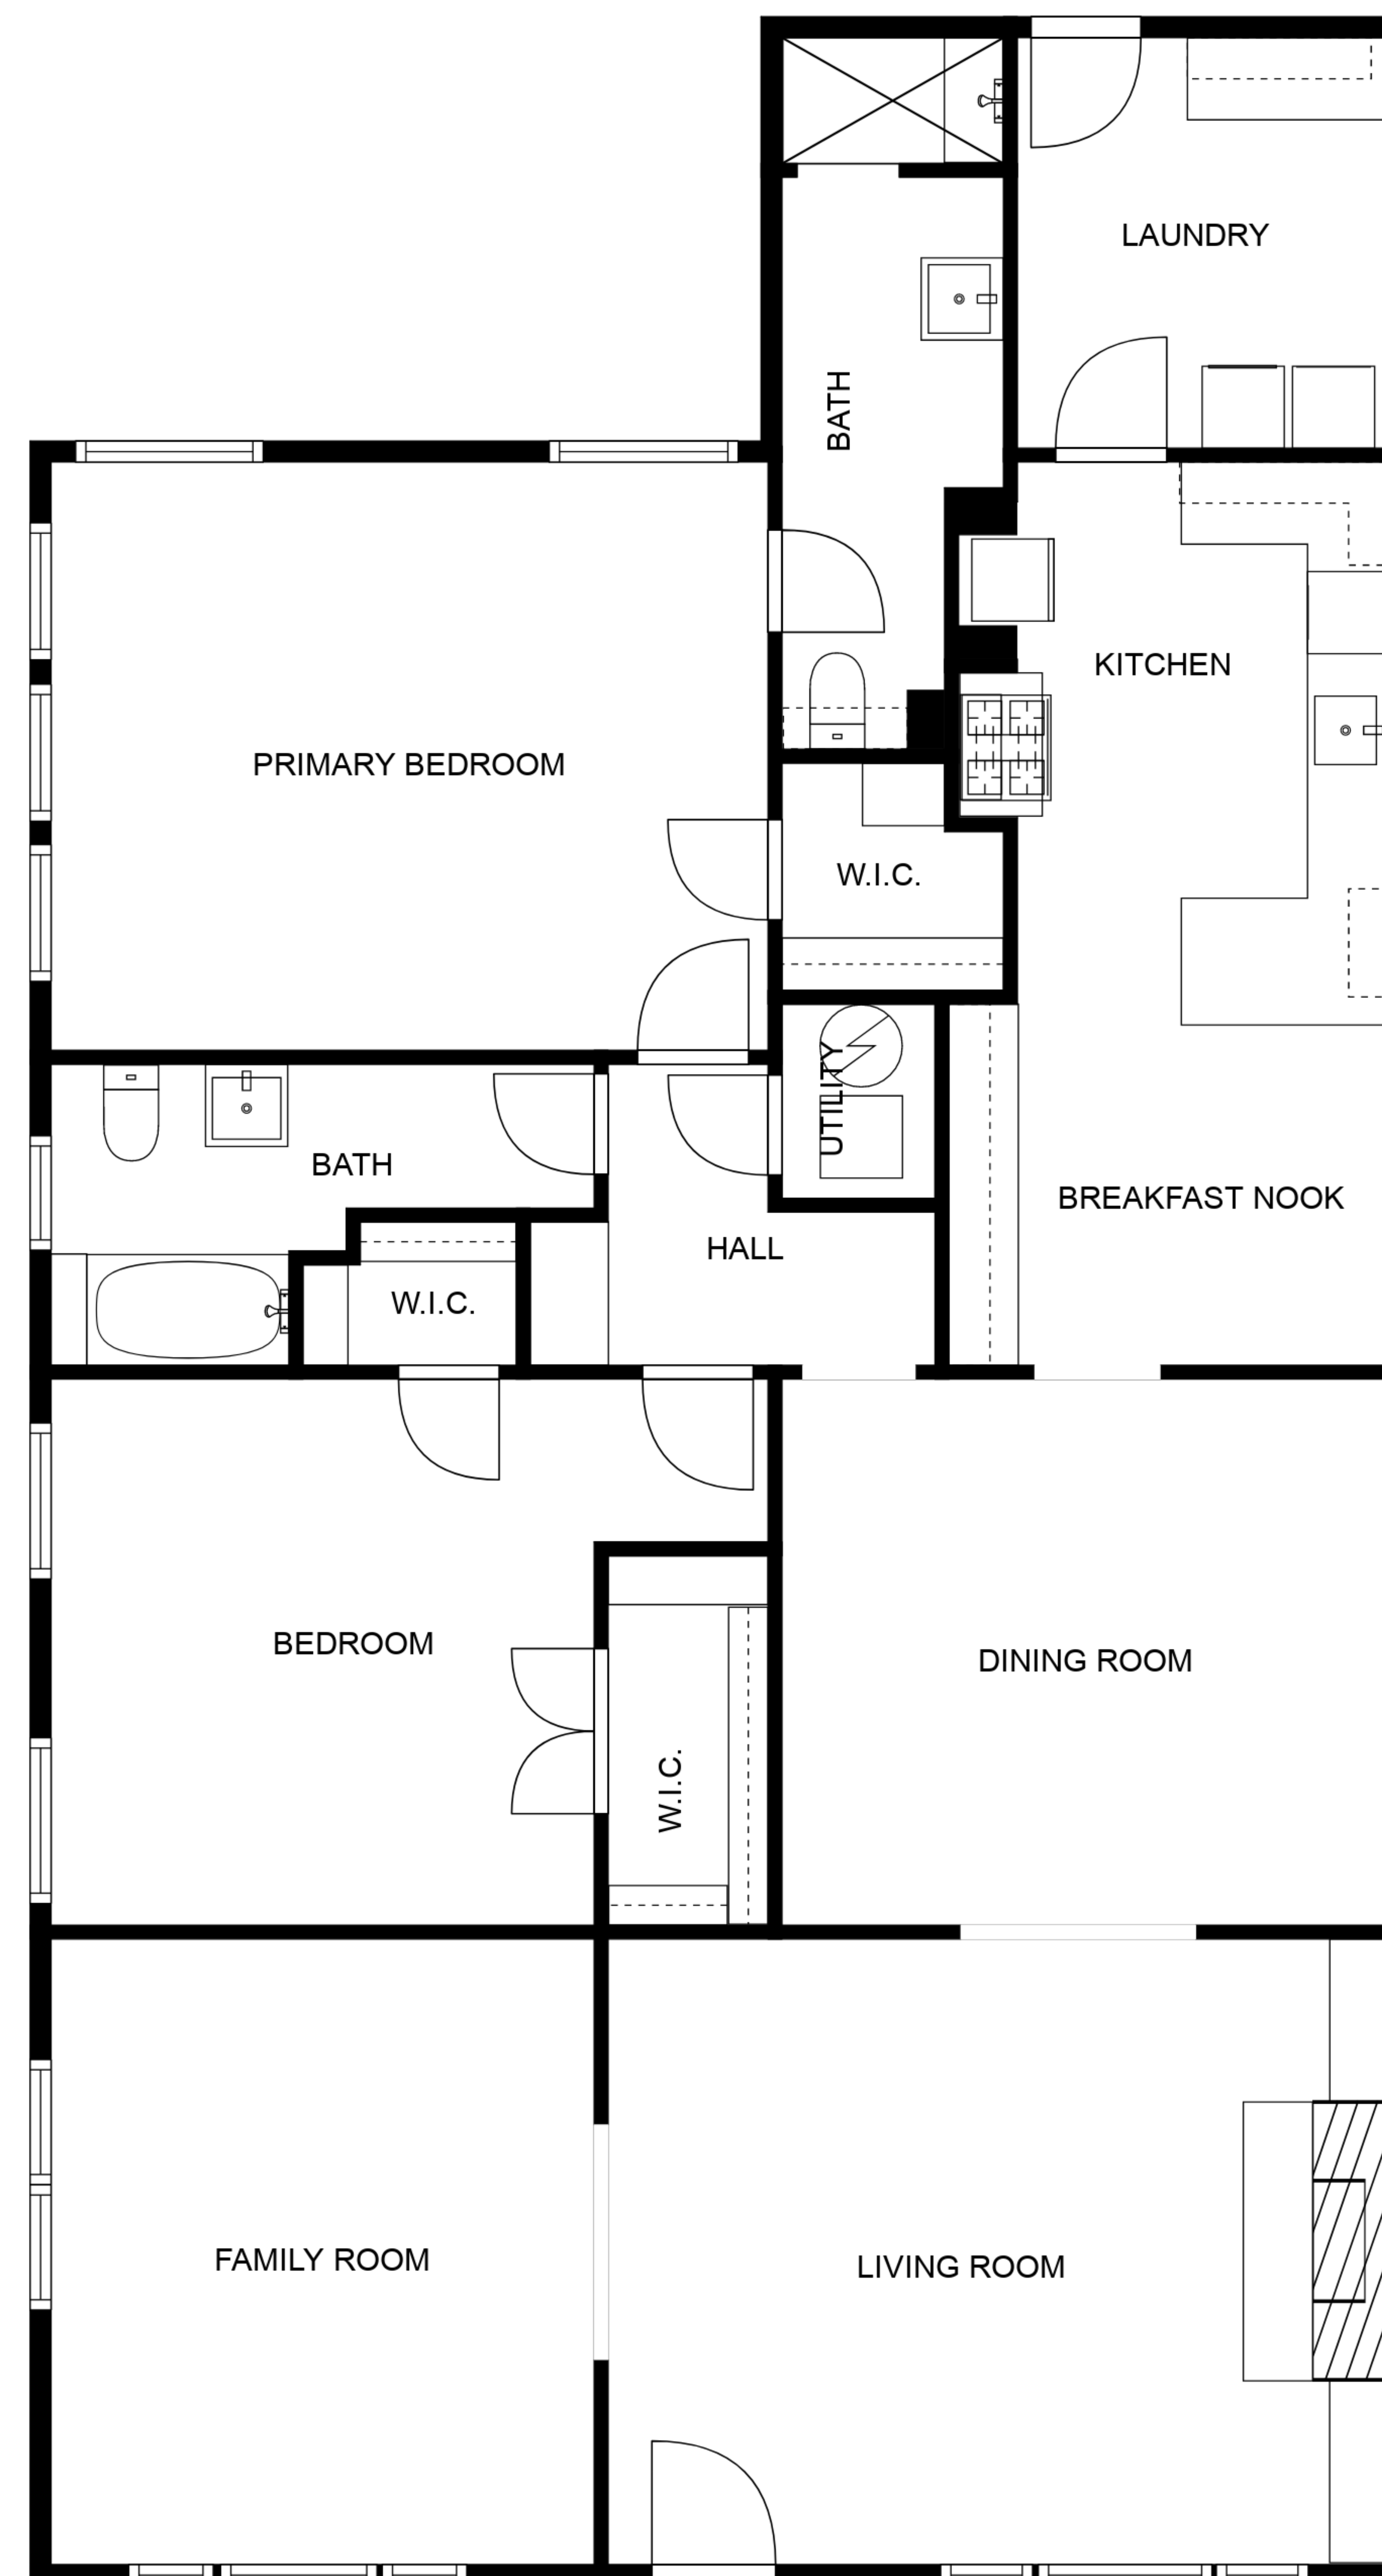 LAUNDRY
BATH
KITCHEN
PRIMARY BEDROOM
W.I.C.
UTILITY
BATH
BREAKFAST NOOK
HALL
W.I.C.
BEDROOM
DINING ROOM
W.I.C.
FAMILY ROOM
LIVING ROOM